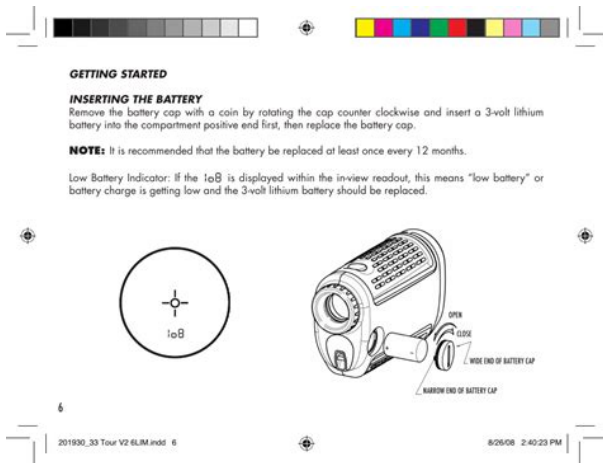 GETTING STARTED
INSERTING THE BATTERY
Remove the battery cap with a coin by rotating the cap counter clockwise and insert a 3-volt lithium
battery into the compartment positive end first, then replace the battery cap.
NOTE: It is recommended that the battery be replaced at least once every 12 months.
Low Battery Indicator: If the loB is displayed within the in-view readout, this means “low battery” or
battery charge is getting low and the 3-volt lithium battery should be replaced.
loB
OPEN
CLOSE
WIDE END OF BATTERY CAP
NARROW END OF BATTERY CAP
6
201930_33 Tour V2 6LIM.indd 6
8/26/08 2:40:23 PM